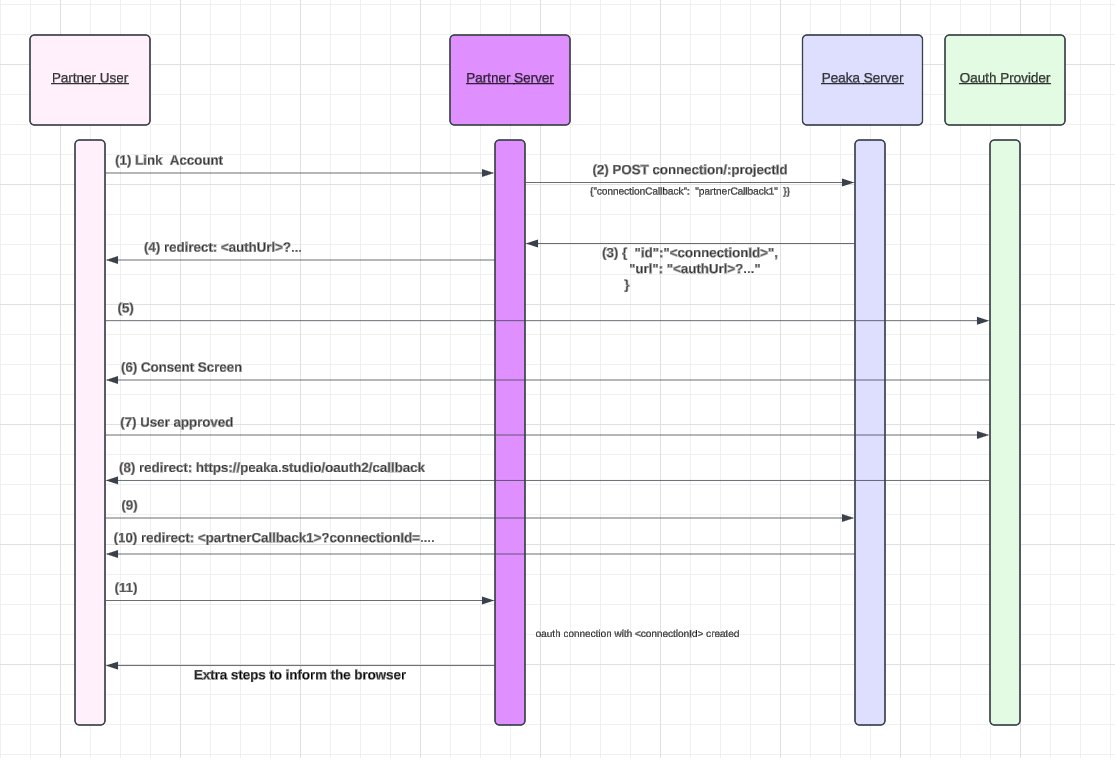 Partner User
Partner Server
Peaka Server
Oauth Provider
(1) Link  Account
(2) POST connection/:projectId
{"connectionCallback":  "partnerCallback1"  }}
(3) {  "id":"<connectionId>",
"url": "<authUrl>?..."
}
(4) redirect: <authUrl>?...
(5)
(6) Consent Screen
(7) User approved
(8) redirect: https://peaka.studio/oauth2/callback
(9)
(10) redirect: <partnerCallback1>?connectionId=....
(11)
oauth connection with <connectionId> created
Extra steps to inform the browser